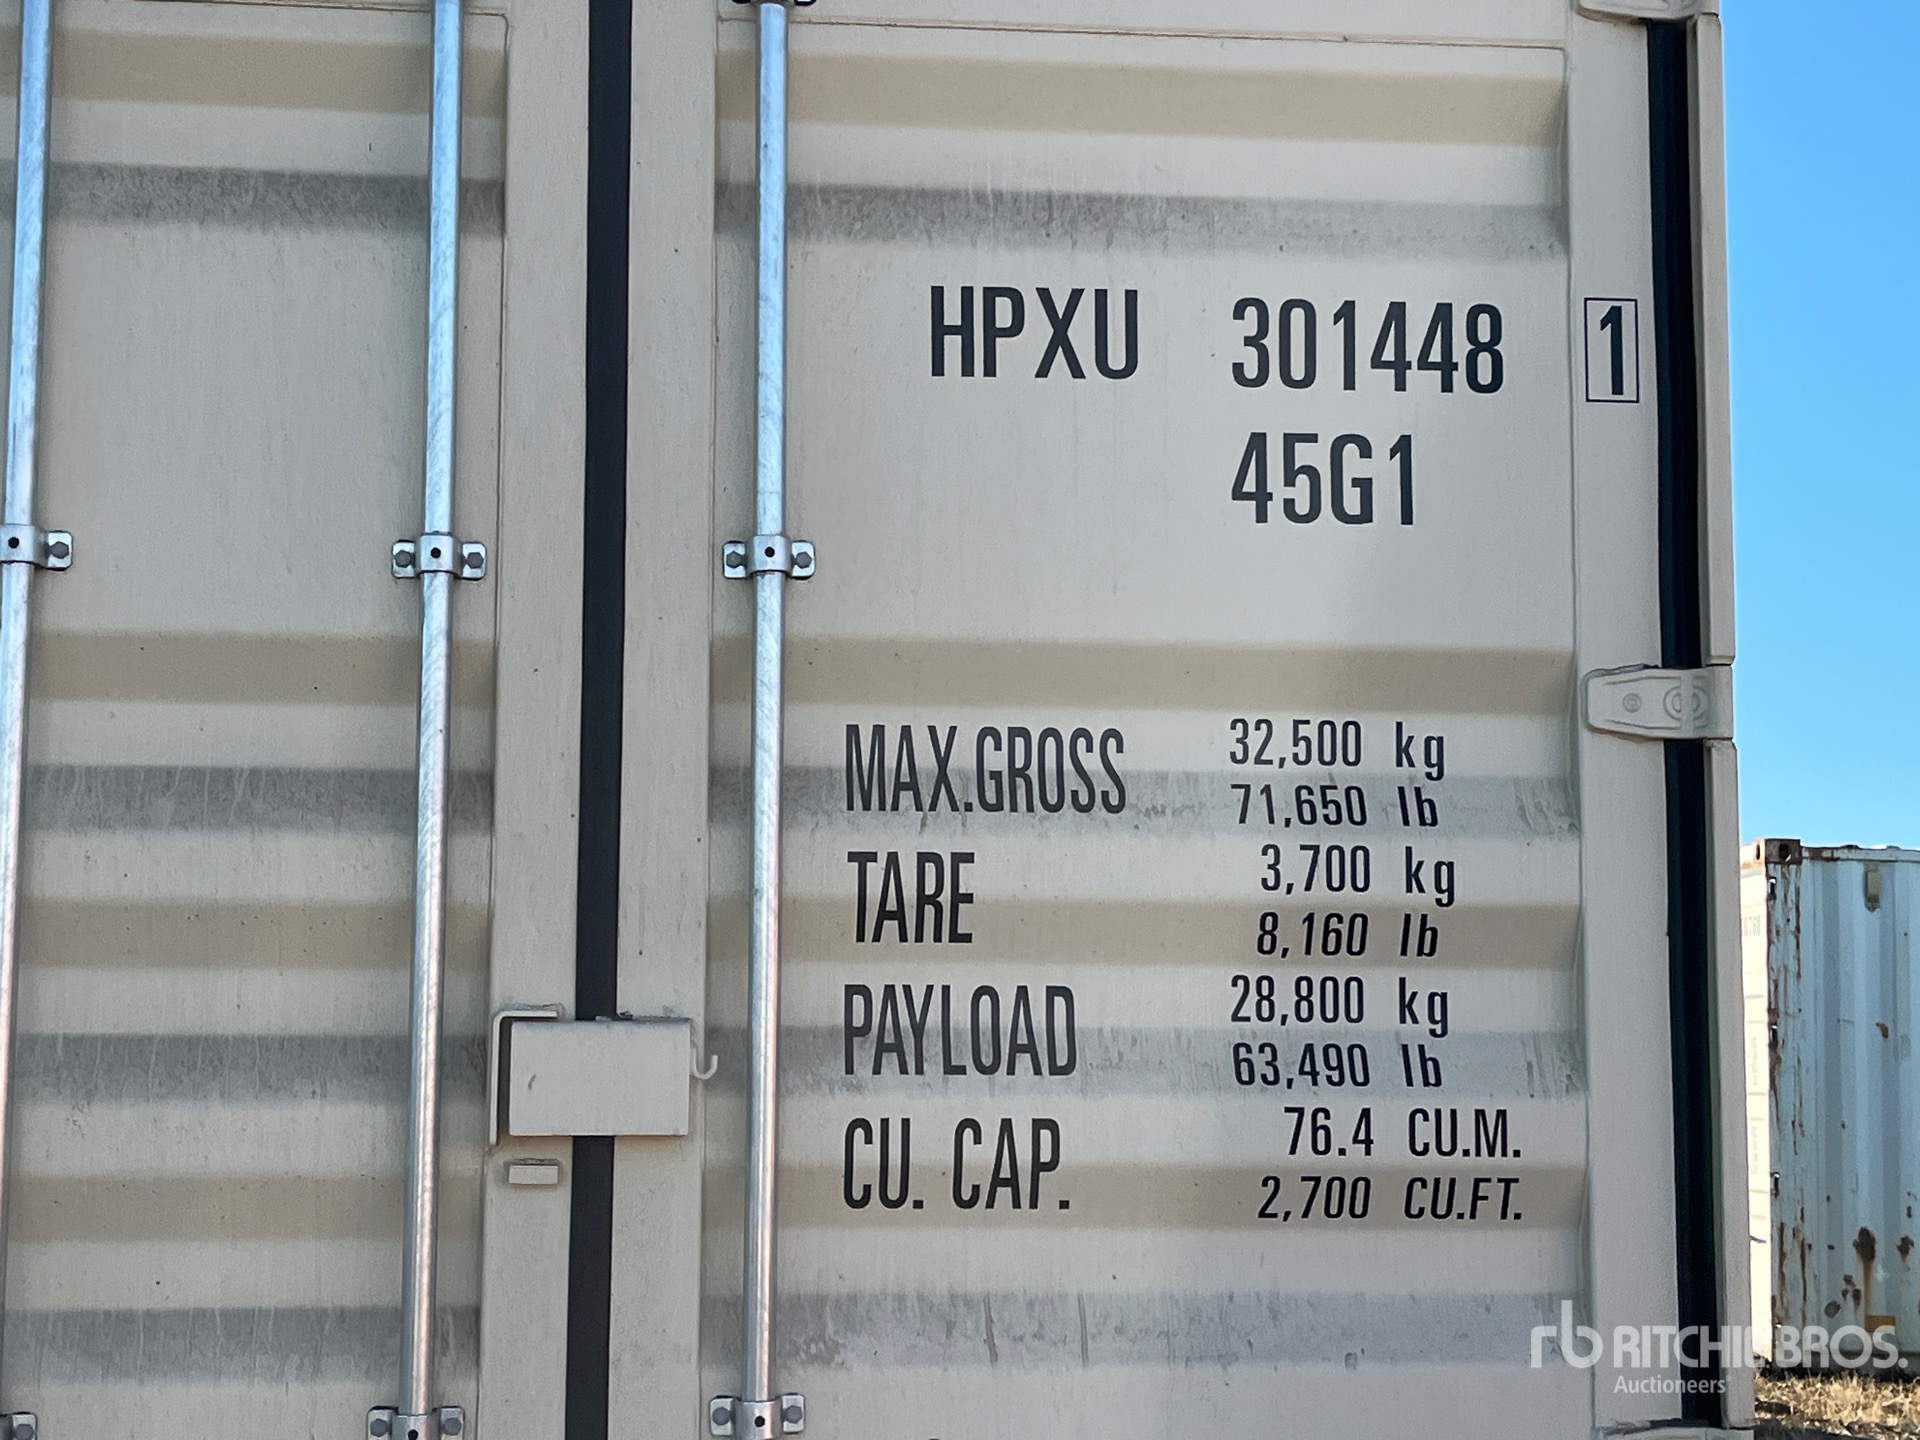 HPXU 301448 1
45G1
MAX.GROSS 32,500 kg
71,650 lb
TARE 3,700 kg
8,160 lb
PAYLOAD 28,800 kg
63,490 lb
CU. CAP. 76.4 CU.M.
2,700 CU.FT.
rb RITCHIE BROS.
Auctioneers